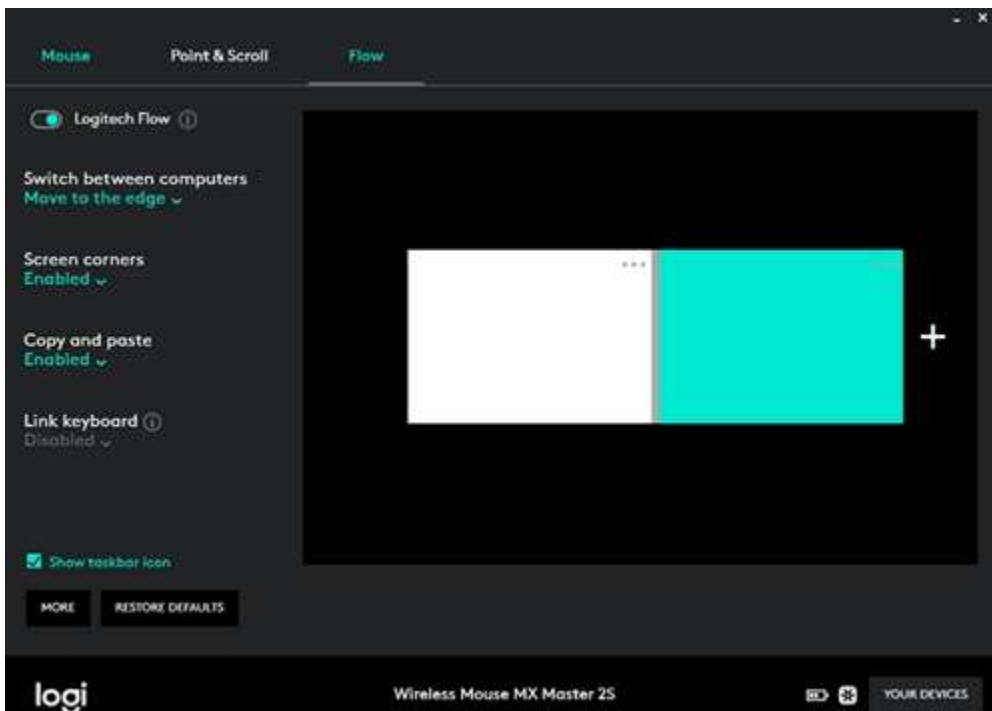 Mouse
Point & Scroll
Flow
Logitech Flow
Switch between computers
Move to the edge
Screen corners
Enabled
Copy and paste
Enabled
Link keyboard
Disabled
Show taskbar icon
MORE
RESTORE DEFAULTS
logi
Wireless Mouse MX Master 2S
YOUR DEVICES